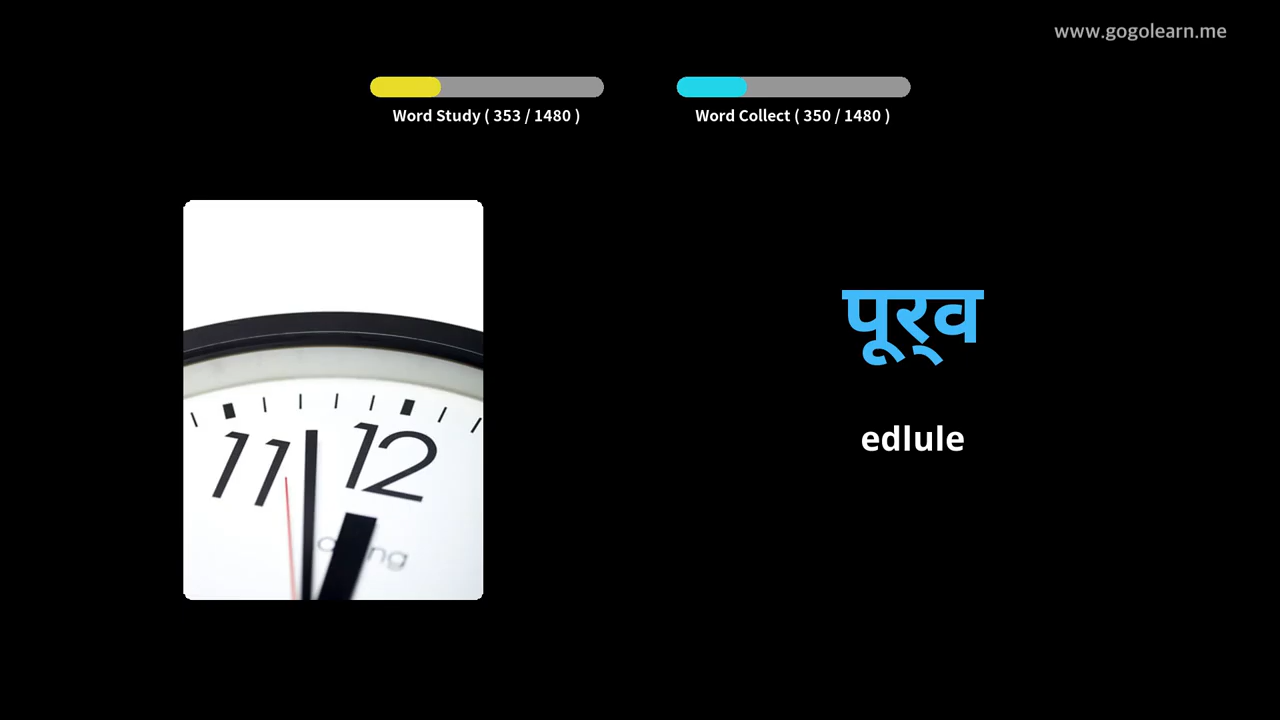 www.gogolearn.me
Word Study ( 353 / 1480 )
Word Collect ( 350 / 1480 )
11 12
पूर्व
edlule